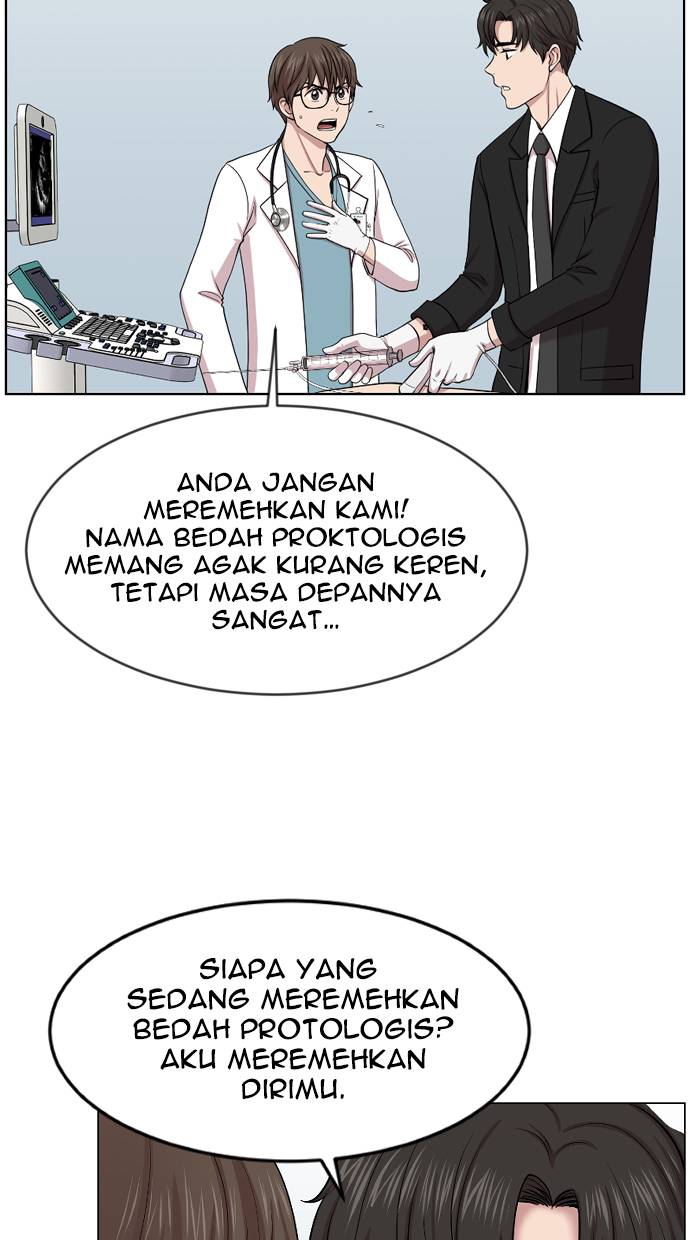 ANDA JANGAN
MEREMEHKAN KAMI!
NAMA BEDAH PROKTOLOGIS
MEMANG AGAK KURANG KEREN,
TETAPI MASA DEPANNYA
SANGAT...
SIAPA YANG
SEDANG MEREMEHKAN
BEDAH PROTOLOGIS?
AKU MEREMEHKAN
DIRIMU.